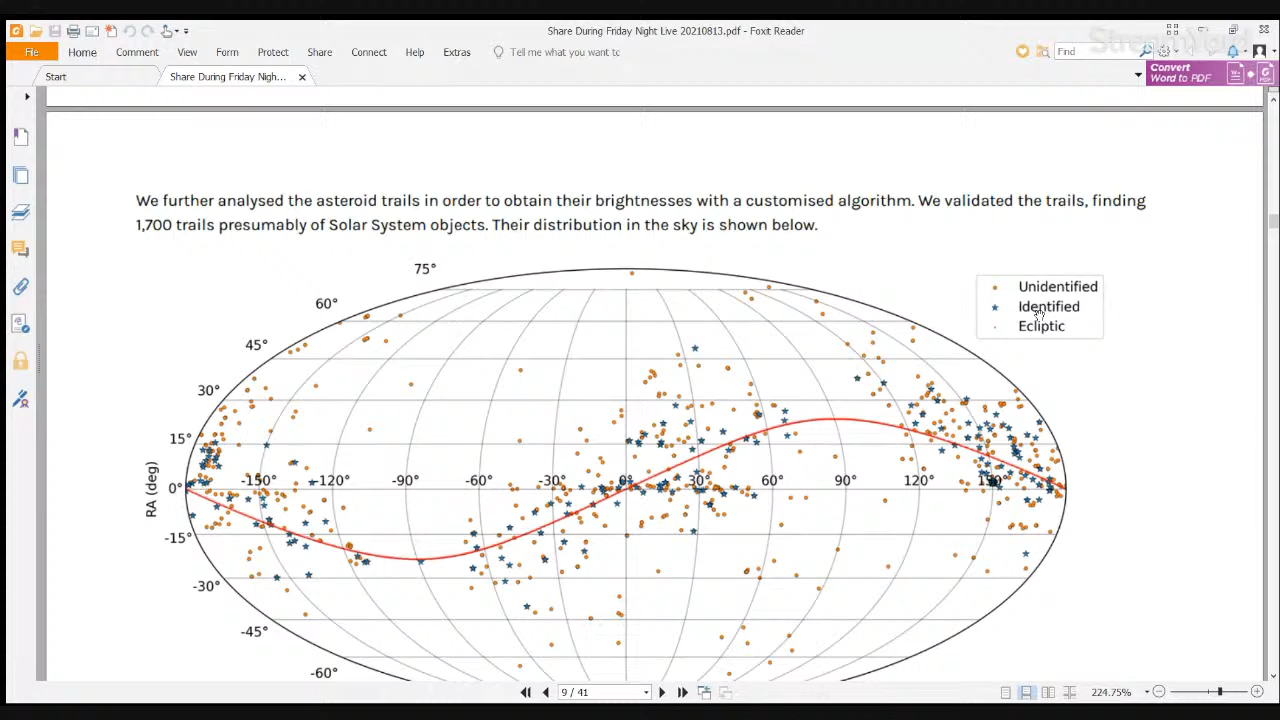 Share During Friday Night Live 20210813.pdf - Foxit Reader
File Home Comment View Form Protect Share Connect Help Extras Tell me what you want to Find
Start Share During Friday Nigh...
Convert
Word to PDF
We further analysed the asteroid trails in order to obtain their brightnesses with a customised algorithm. We validated the trails, finding
1,700 trails presumably of Solar System objects. Their distribution in the sky is shown below.
75°
Unidentified
60°
Identified
Ecliptic
45°
30°
15°
-150° -120° -90° -60° -30° 0° 30° 60° 90° 120°
0°
RA (deg)
-15°
-30°
-45°
-60°
9 / 41 224.75%